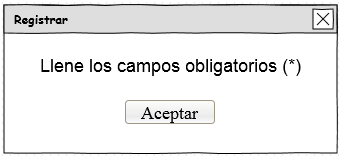 Registrar
Llene los campos obligatorios (*)
Aceptar